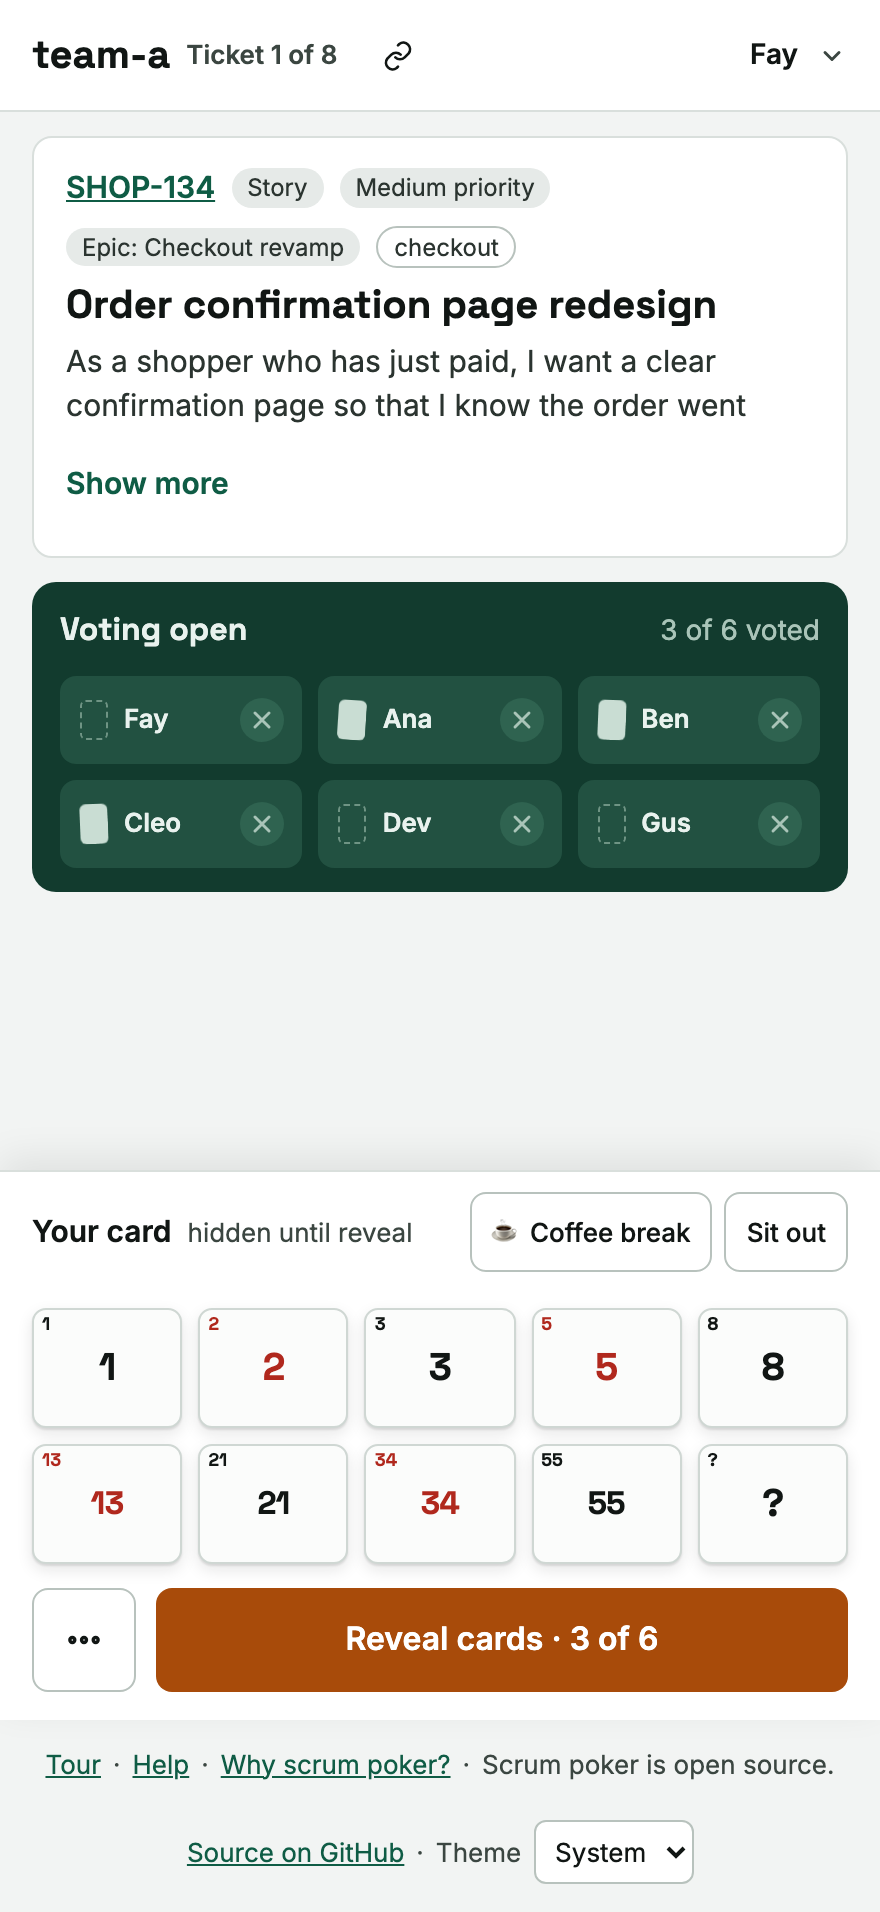 team-a Ticket 1 of 8 Fay
SHOP-134 Story Medium priority
Epic: Checkout revamp checkout
Order confirmation page redesign
As a shopper who has just paid, I want a clear
confirmation page so that I know the order went
Show more
Voting open 3 of 6 voted
Fay Ana Ben
Cleo Dev Gus
Your card hidden until reveal Coffee break Sit out
1 2 3 5 8
1 2 3 5 8
13 21 34 55 ?
13 21 34 55 ?
••• Reveal cards · 3 of 6
Tour · Help · Why scrum poker? · Scrum poker is open source.
Source on GitHub · Theme System